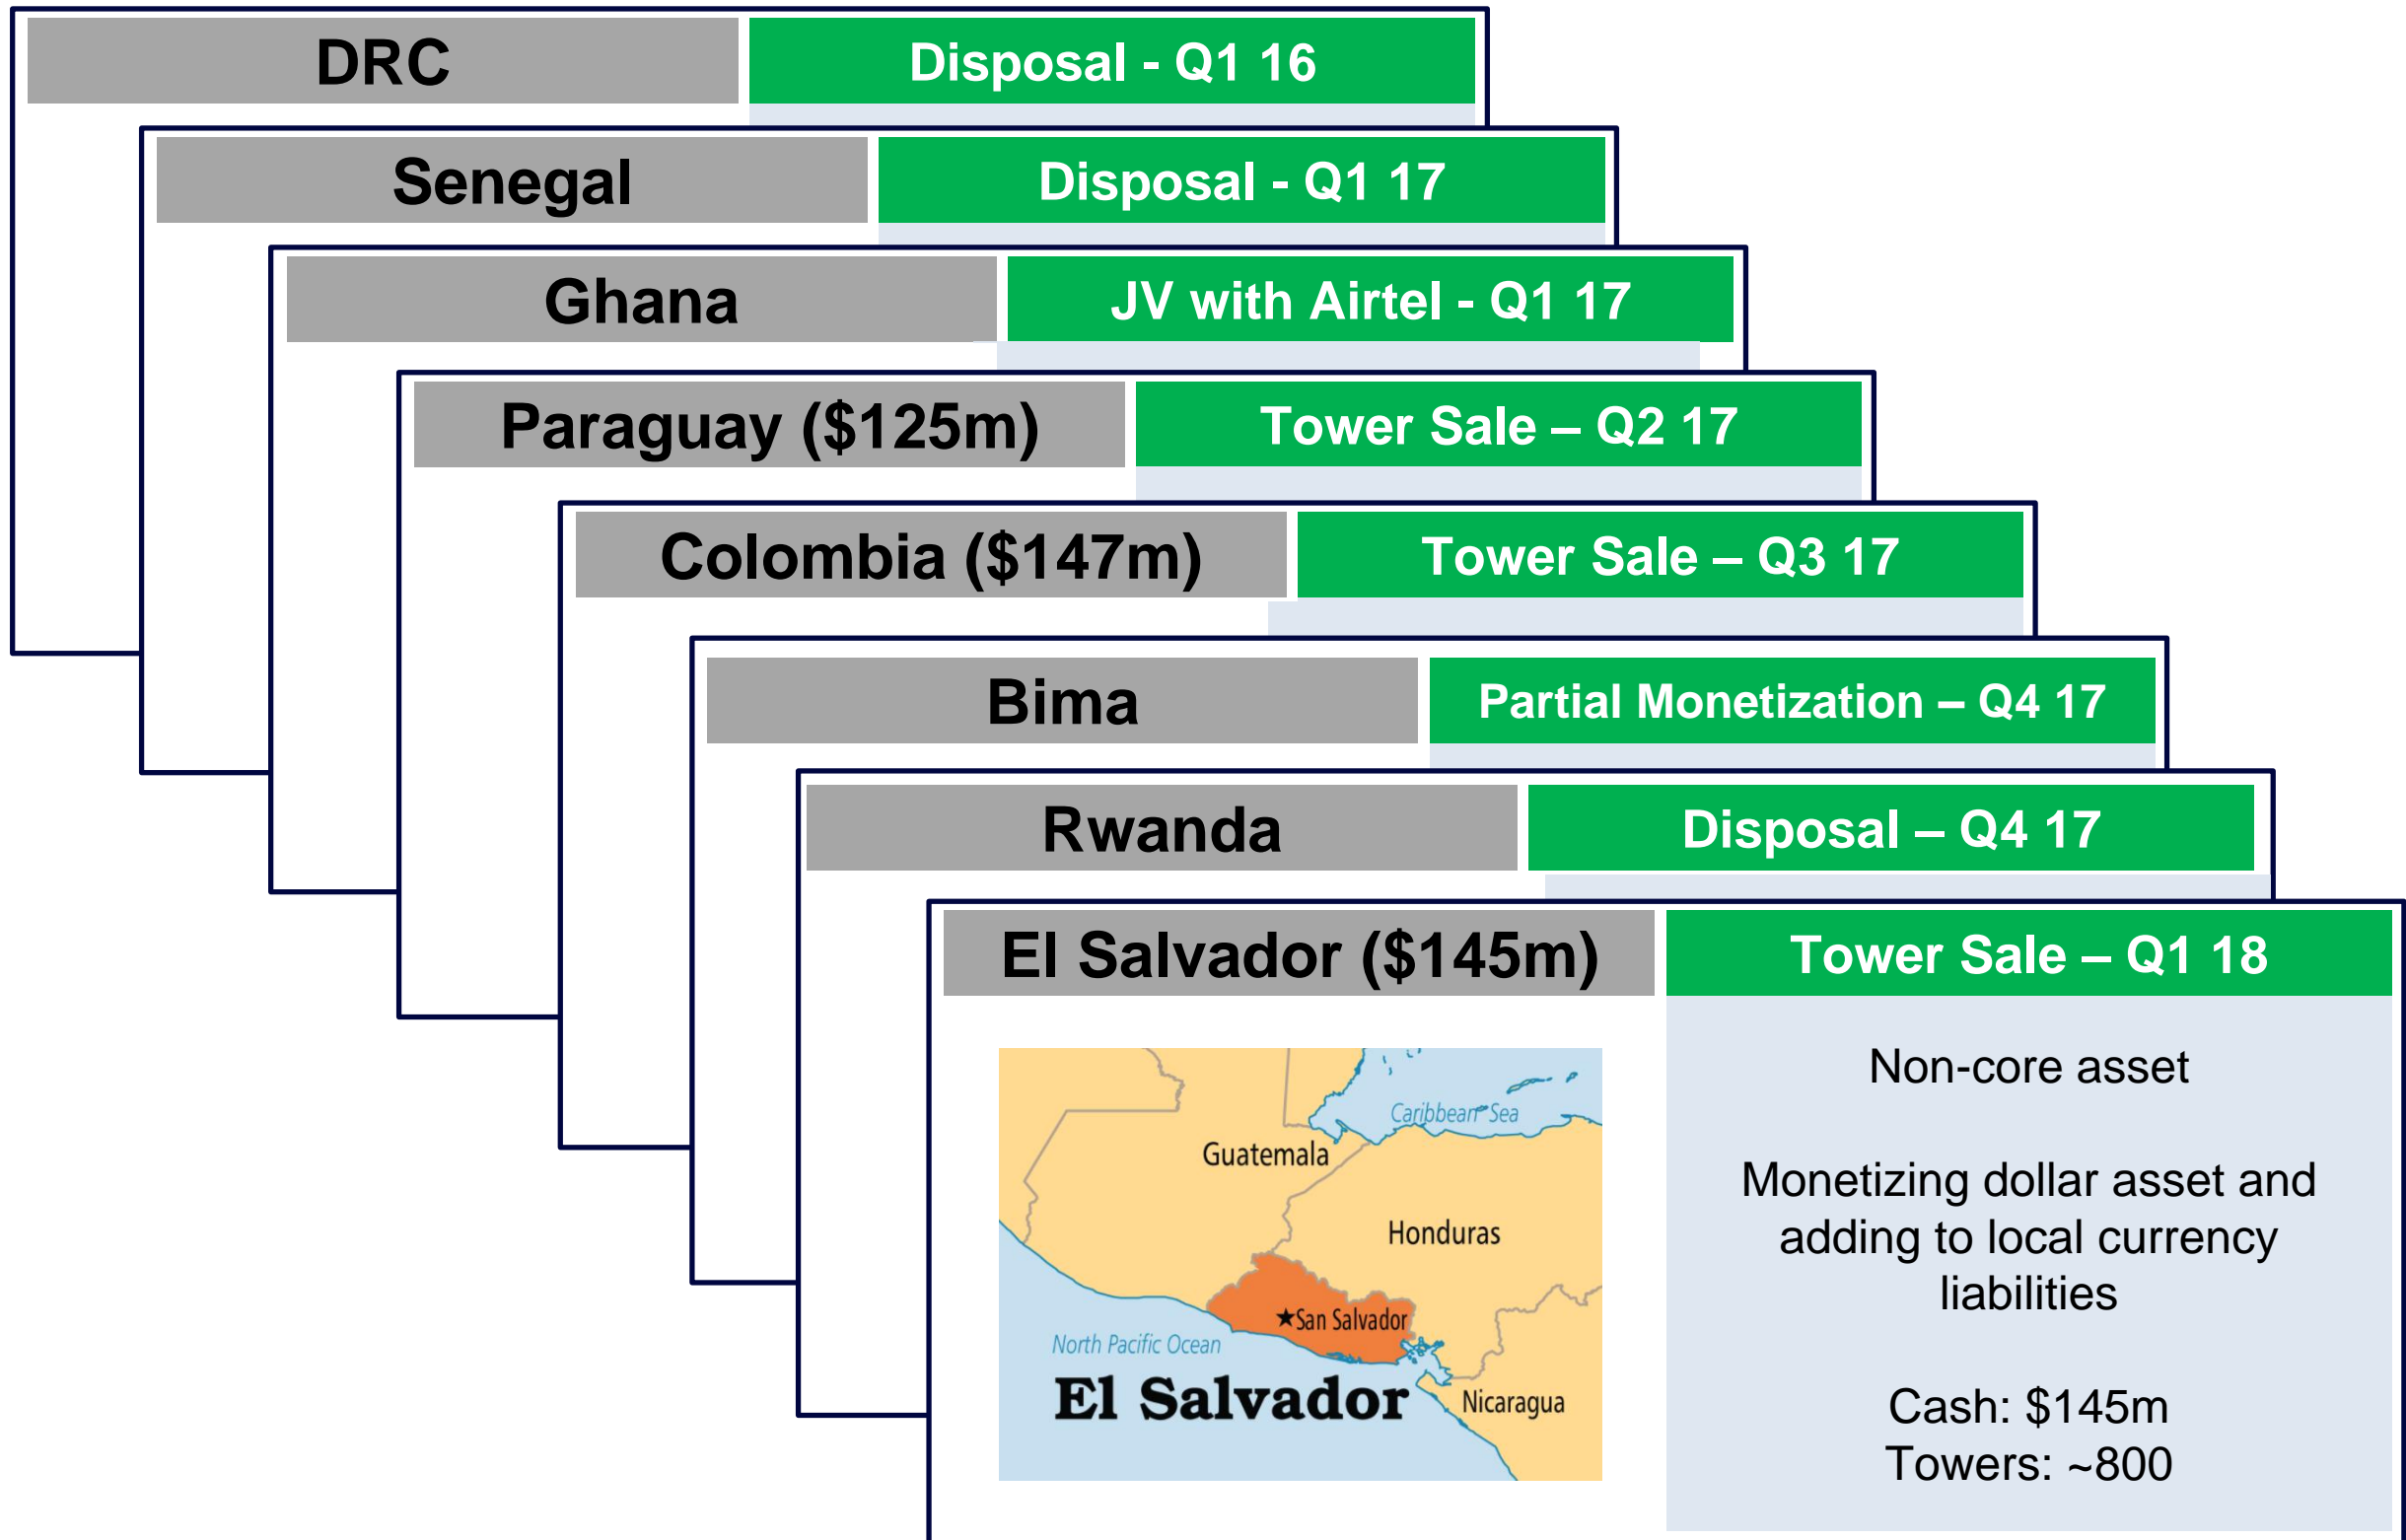 DRC
Disposal - Q1 16
Senegal
Disposal - Q1 17
Ghana
JV with Airtel - Q1 17
Paraguay ($125m)
Tower Sale – Q2 17
Colombia ($147m)
Tower Sale – Q3 17
Bima
Partial Monetization – Q4 17
Rwanda
Disposal – Q4 17
El Salvador ($145m)
Tower Sale – Q1 18
Caribbean Sea
Guatemala
Honduras
San Salvador
North Pacific Ocean
El Salvador
Nicaragua
Non-core asset
Monetizing dollar asset and
adding to local currency
liabilities
Cash: $145m
Towers: ~800